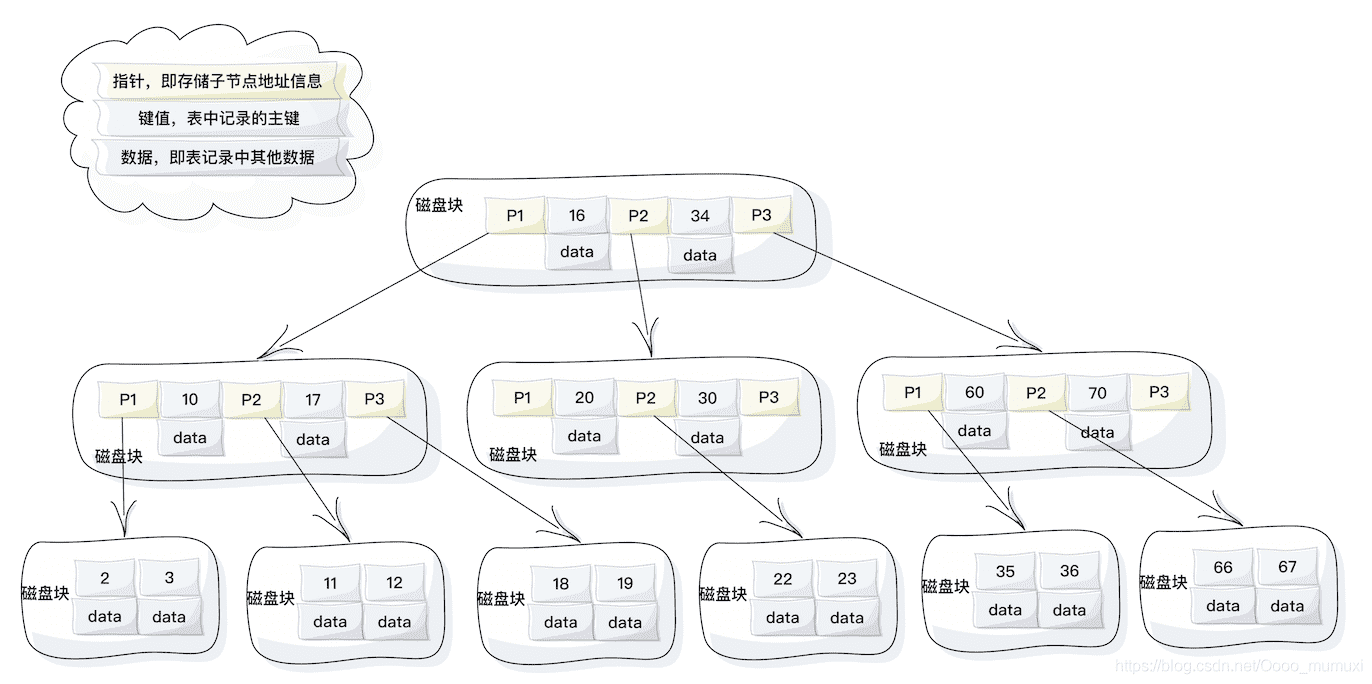 指针，即存储子节点地址信息
键值，表中记录的主键
数据，即表记录中其他数据
磁盘块 P1 16 P2 34 P3
data data
P1 10 P2 17 P3
data data
磁盘块
P1 20 P2 30 P3
data data
磁盘块
P1 60 P2 70 P3
data data
磁盘块
磁盘块 2 3
data data
磁盘块 11 12
data data
磁盘块 18 19
data data
磁盘块 22 23
data data
磁盘块 35 36
data data
磁盘块 66 67
data data
https://blog.csdn.net/Oooo_mumuxi